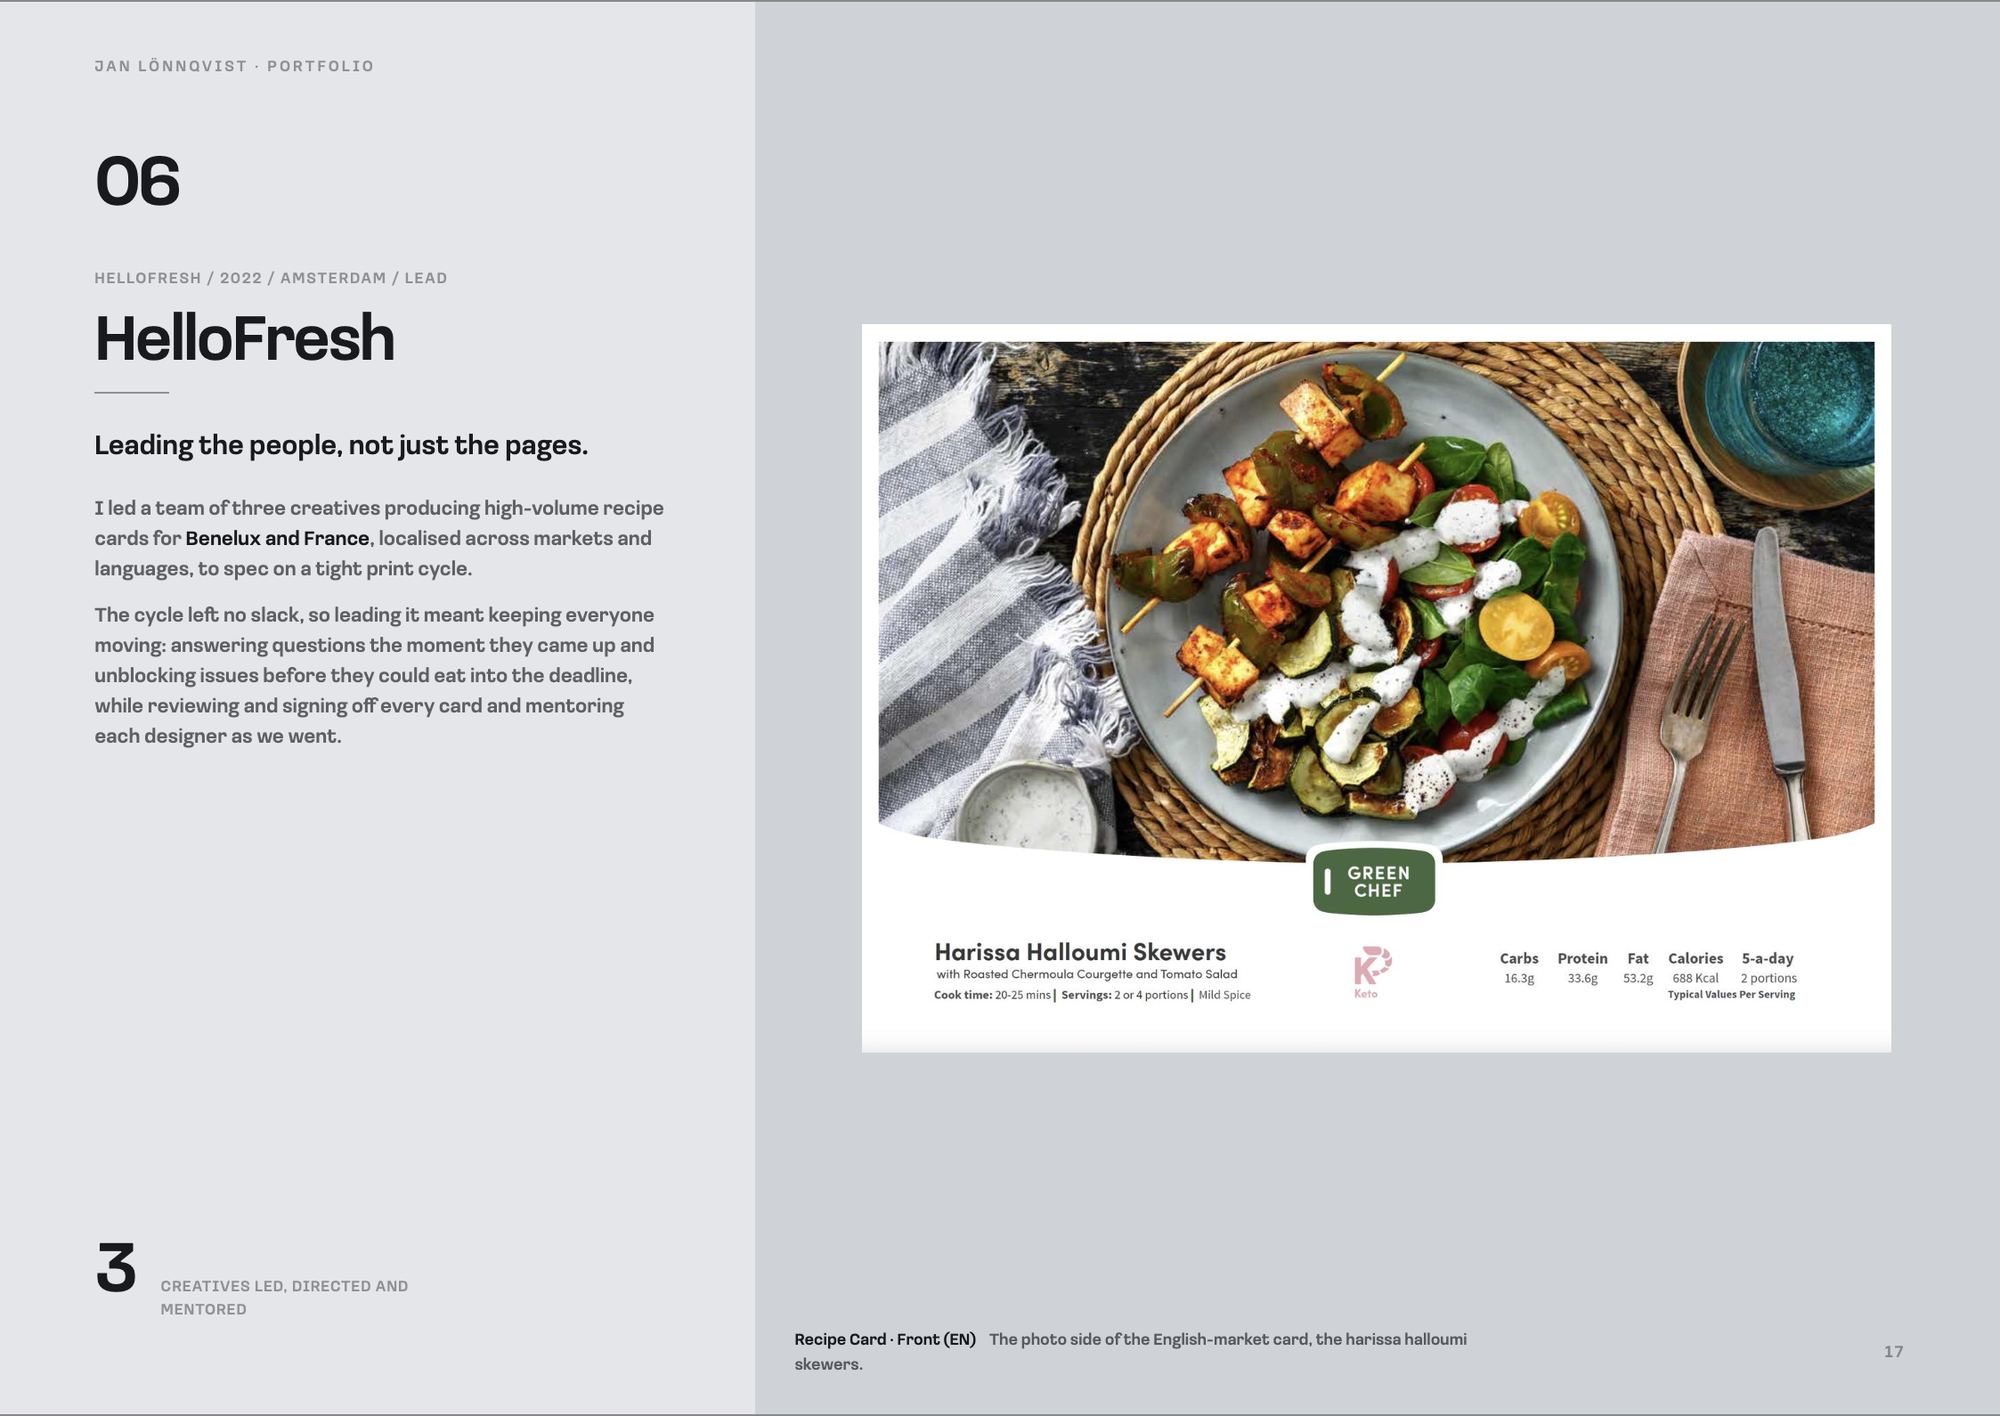 JAN LÖNNQVIST · PORTFOLIO
06
HELLOFRESH / 2022 / AMSTERDAM / LEAD
HelloFresh
Leading the people, not just the pages.
I led a team of three creatives producing high-volume recipe
cards for Benelux and France, localised across markets and
languages, to spec on a tight print cycle.
The cycle left no slack, so leading it meant keeping everyone
moving: answering questions the moment they came up and
unblocking issues before they could eat into the deadline,
while reviewing and signing off every card and mentoring
each designer as we went.
3
CREATIVES LED, DIRECTED AND
MENTORED
GREEN
CHEF
Harissa Halloumi Skewers
with Roasted Chermoula Courgette and Tomato Salad
Cook time: 20-25 mins | Servings: 2 or 4 portions | Mild Spice
K
Keto
Carbs Protein Fat Calories 5-a-day
16.3g 33.6g 53.2g 688 Kcal 2 portions
Typical Values Per Serving
Recipe Card · Front (EN) The photo side of the English-market card, the harissa halloumi
skewers.
17